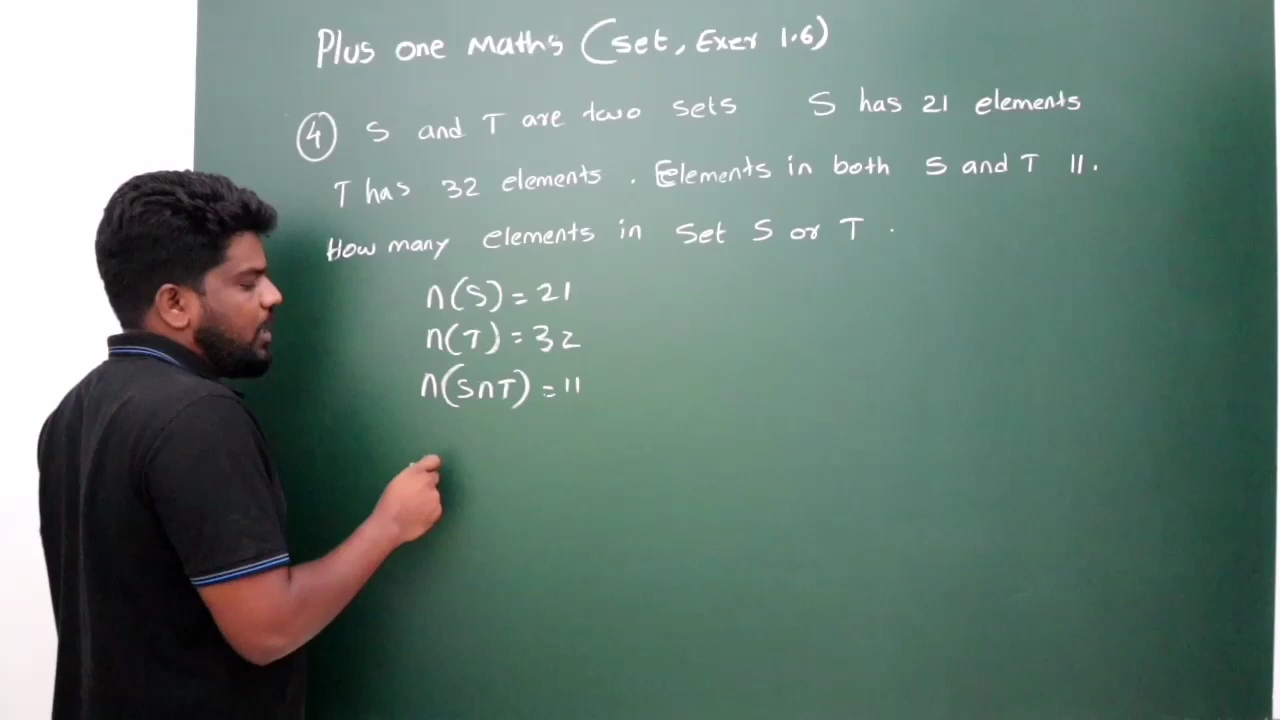 Plus one Maths (set, Exer 1.6)
4 S and T are two sets S has 21 elements
T has 32 elements. Elements in both S and T 11.
How many elements in set S or T.
n(S) = 21
n(T) = 32
n(S∩T) = 11